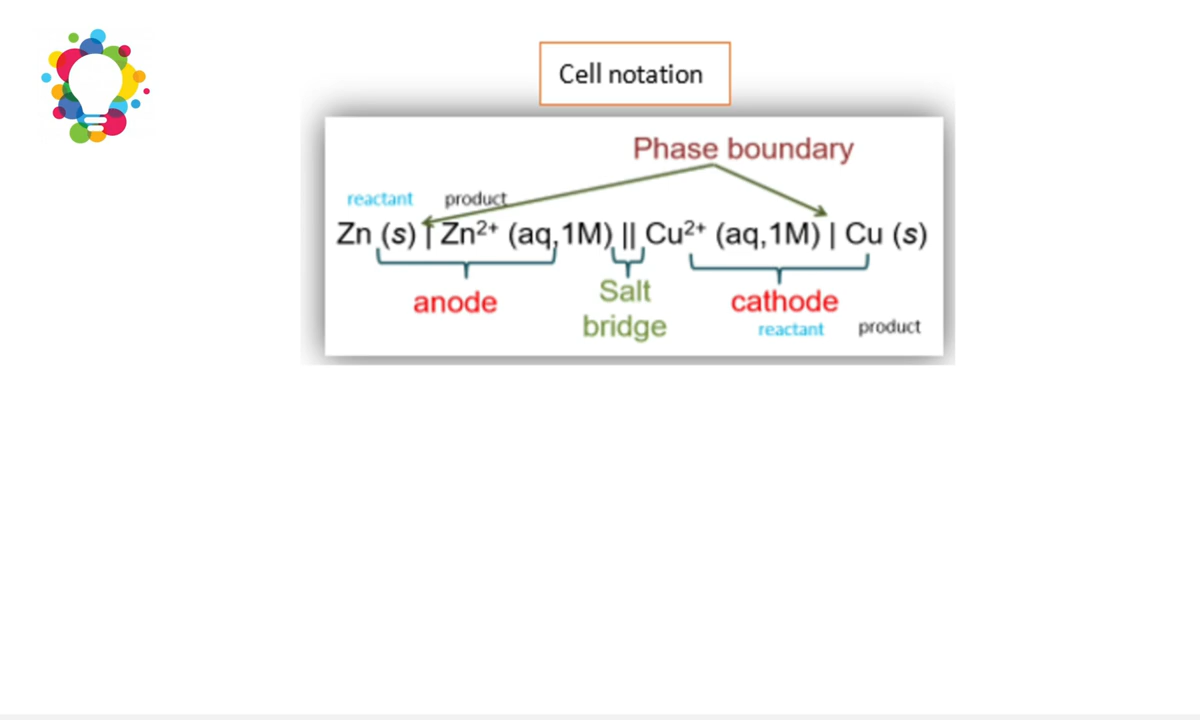 Cell notation
Phase boundary
reactant product
Zn (s) | Zn²⁺ (aq,1M) || Cu²⁺ (aq,1M) | Cu (s)
anode Salt bridge cathode
reactant product